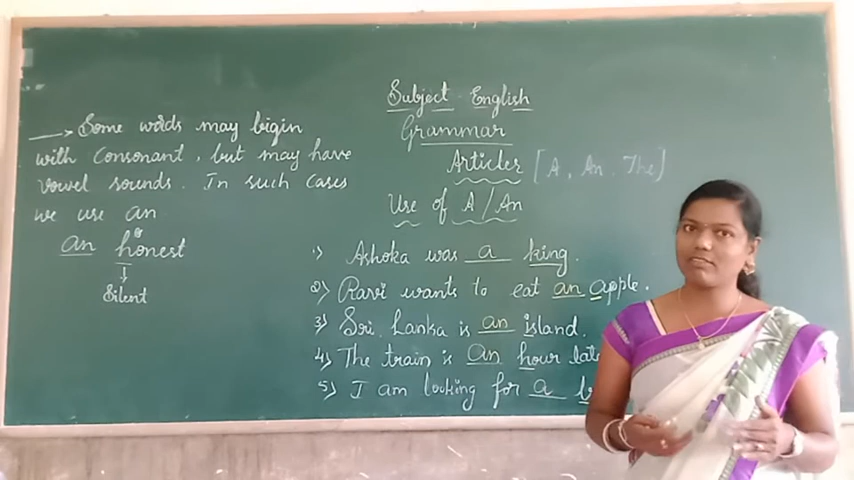 Subject - English
Grammar
Articles [A, An. The]
Use of A/An
→ Some words may bigin
with consonant, but may have
vowel sounds. In such cases
we use an
an honest
Silent
1) Ashoka was a king.
2) Ravi wants to eat an apple.
3) Sri. Lanka is an island.
4) The train is an hour late
5) I am looking for a